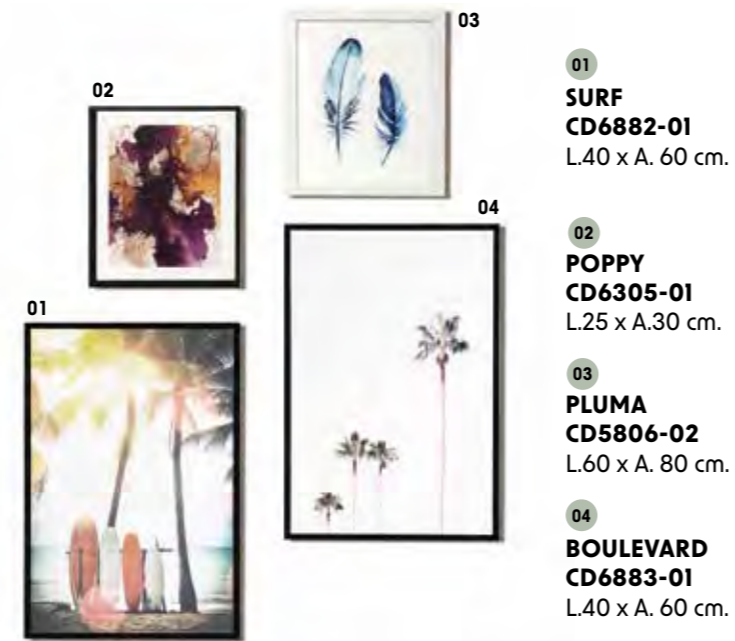 03
02
04
01
01
SURF
CD6882-01
L.40 x A. 60 cm.
02
POPPY
CD6305-01
L.25 x A.30 cm.
03
PLUMA
CD5806-02
L.60 x A. 80 cm.
04
BOULEVARD
CD6883-01
L.40 x A. 60 cm.